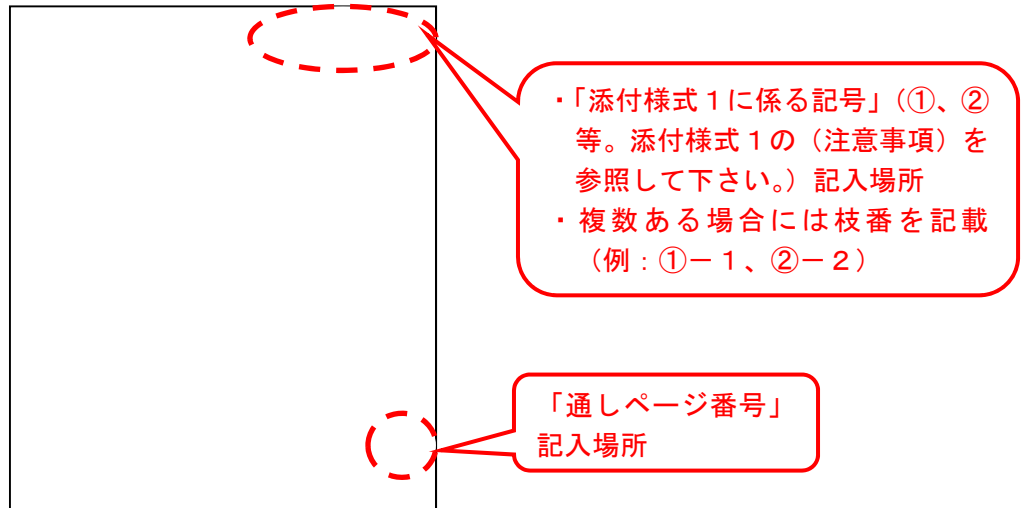 ・「添付様式１に係る記号」（①、②
等。添付様式１の（注意事項）を
参照して下さい。）記入場所
・複数ある場合には枝番を記載
（例：①－１、②－２）
「通しページ番号」
記入場所